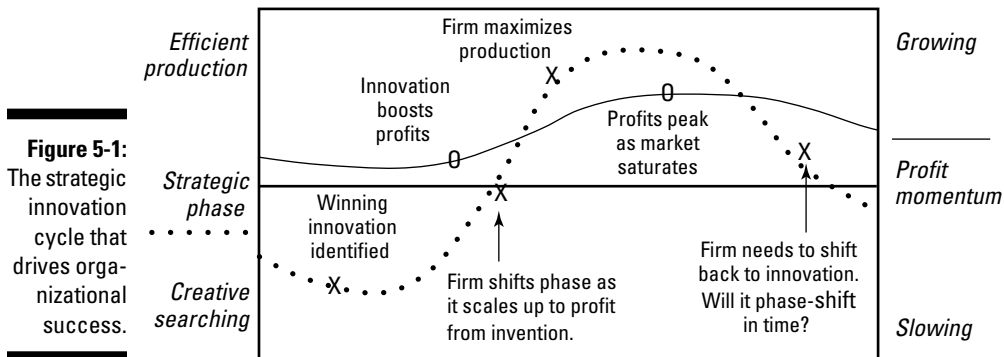 Figure 5-1:
The strategic
innovation
cycle that
drives orga-
nizational
success.
Efficient
production
Strategic
phase
Creative
searching
Firm maximizes
production
X
Innovation
boosts
profits
O
O
Profits peak
as market
saturates
X
X
Winning
innovation
identified
X
Firm shifts phase as
it scales up to profit
from invention.
Firm needs to shift
back to innovation.
Will it phase-shift
in time?
Growing
Profit
momentum
Slowing